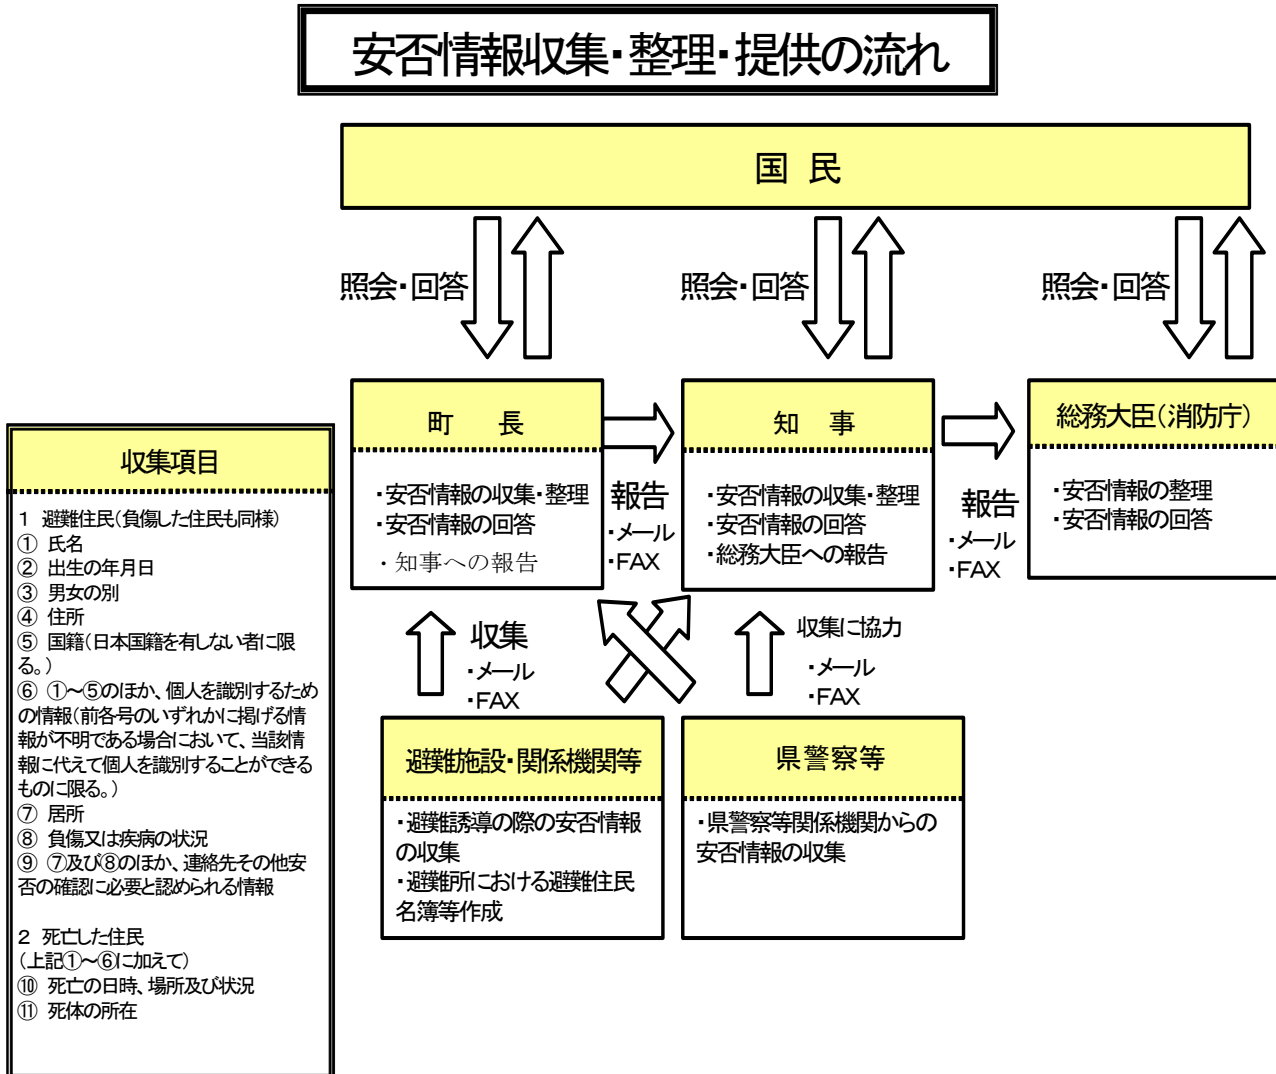 安否情報収集・整理・提供の流れ
国 民
照会・回答
照会・回答
照会・回答
町 長
・安否情報の収集・整理
・安否情報の回答
・知事への報告
報告
・メール
・FAX
知 事
・安否情報の収集・整理
・安否情報の回答
・総務大臣への報告
報告
・メール
・FAX
総務大臣(消防庁)
・安否情報の整理
・安否情報の回答
収集
・メール
・FAX
収集に協力
・メール
・FAX
避難施設・関係機関等
・避難誘導の際の安否情報
の収集
・避難所における避難住民
名簿等作成
県警察等
・県警察等関係機関からの
安否情報の収集
収集項目
1 避難住民(負傷した住民も同様)
① 氏名
② 出生の年月日
③ 男女の別
④ 住所
⑤ 国籍(日本国籍を有しない者に限
る。)
⑥ ①~⑤のほか、個人を識別するため
の情報(前各号のいずれかに掲げる情
報が不明である場合において、当該情
報に代えて個人を識別することができる
ものに限る。)
⑦ 居所
⑧ 負傷又は疾病の状況
⑨ ⑦及び⑧のほか、連絡先その他安
否の確認に必要と認められる情報
2 死亡した住民
(上記①~⑥に加えて)
⑩ 死亡の日時、場所及び状況
⑪ 死体の所在